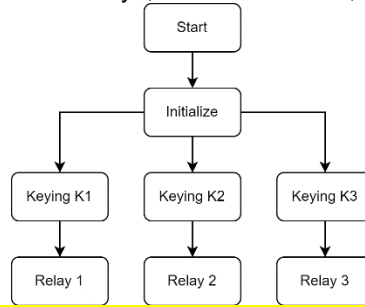 Start
Initialize
Keying K1 Keying K2 Keying K3
Relay 1 Relay 2 Relay 3